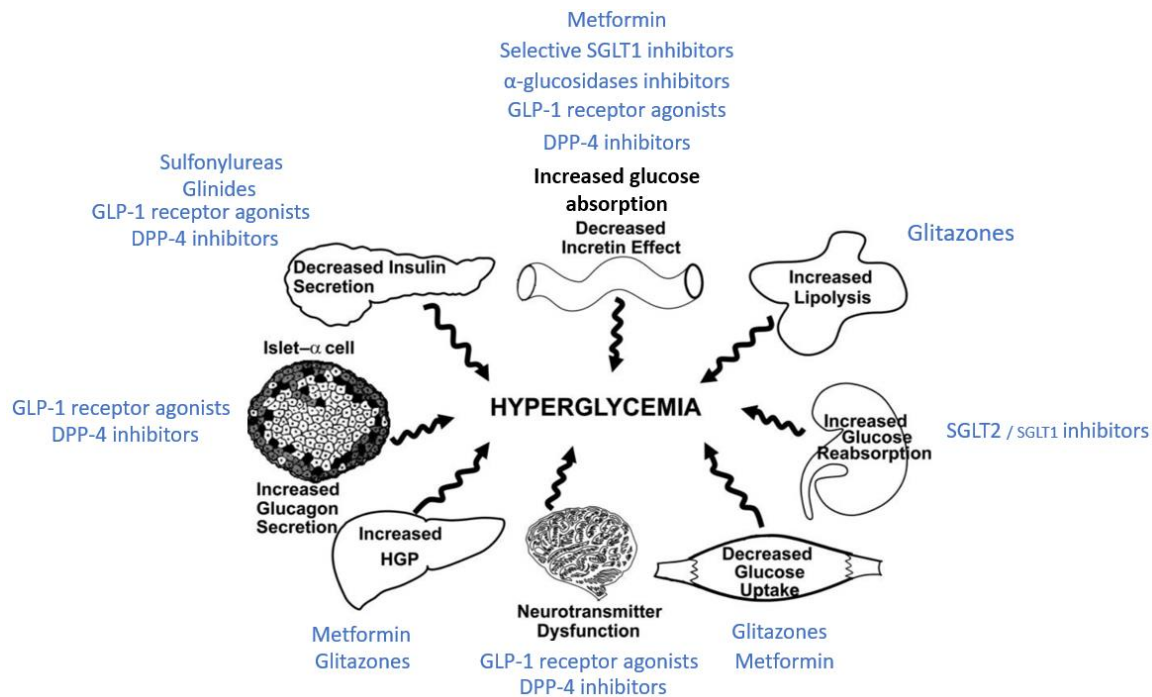 Metformin
Selective SGLT1 inhibitors
α-glucosidases inhibitors
GLP-1 receptor agonists
DPP-4 inhibitors
Increased glucose
absorption
Decreased
Incretin Effect
Sulfonylureas
Glinides
GLP-1 receptor agonists
DPP-4 inhibitors
Decreased Insulin
Secretion
Glitazones
Increased
Lipolysis
Islet–α cell
GLP-1 receptor agonists
DPP-4 inhibitors
Increased
Glucagon
Secretion
HYPERGLYCEMIA
Increased
Glucose
Reabsorption
SGLT2 / SGLT1 inhibitors
Increased
HGP
Metformin
Glitazones
Neurotransmitter
Dysfunction
GLP-1 receptor agonists
DPP-4 inhibitors
Decreased
Glucose
Uptake
Glitazones
Metformin